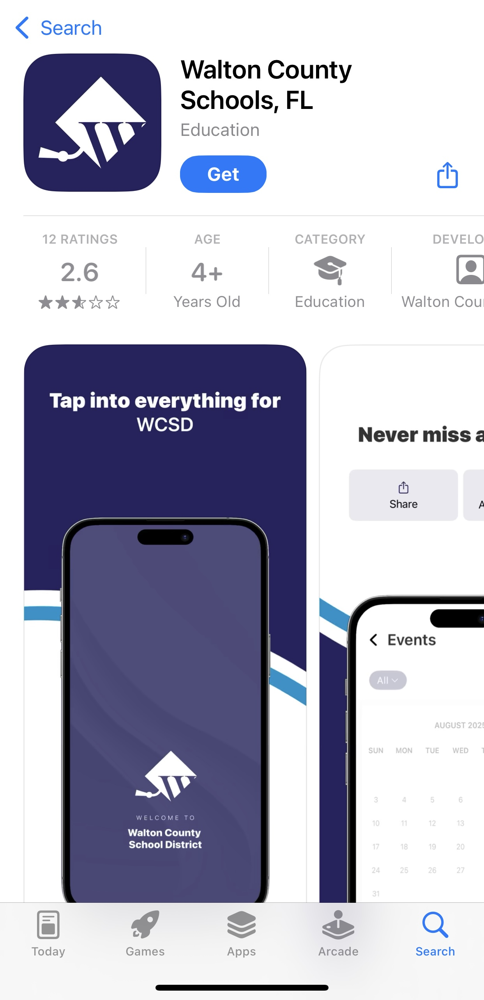 Search
Walton County
Schools, FL
Education
Get
12 RATINGS
2.6
AGE
4+
Years Old
CATEGORY
Education
DEVELO
Walton Cou
Tap into everything for
WCSD
WELCOME TO
Walton County
School District
Never miss a
Share
A
Events
All
AUGUST 2025
SUN MON TUE WED T
3 4 5 6
10 11 12 13
17 18 19 20
24 25 26 27
31
Today
Games
Apps
Arcade
Search